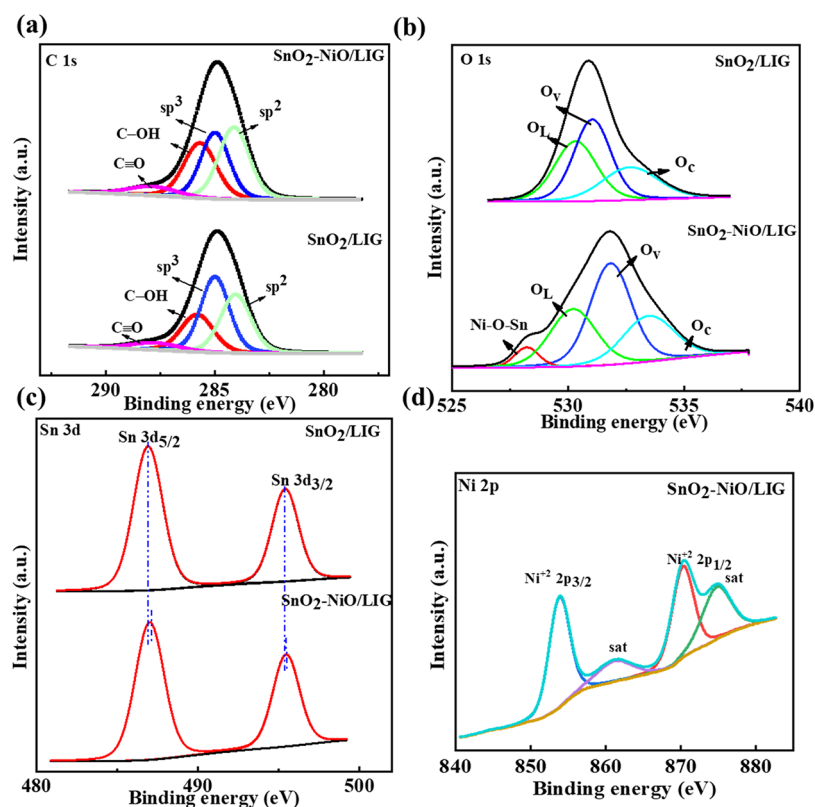 (a)
C 1s
SnO2-NiO/LIG
sp3
sp2
C–OH
C=O
SnO2/LIG
sp3
C–OH
sp2
C=O
Intensity (a.u.)
290 285 280
Binding energy (eV)
(b)
O 1s
SnO2/LIG
OV
OL
OC
SnO2-NiO/LIG
OV
OL
Ni-O-Sn
OC
Intensity (a.u.)
525 530 535 540
Binding energy (eV)
(c)
Sn 3d
Sn 3d5/2
SnO2/LIG
Sn 3d3/2
SnO2-NiO/LIG
Intensity (a.u.)
480 490 500
Binding energy (eV)
(d)
Ni 2p
SnO2-NiO/LIG
Ni+2 2p3/2
Ni+2 2p1/2
sat
sat
Intensity (a.u.)
840 850 860 870 880
Binding energy (eV)